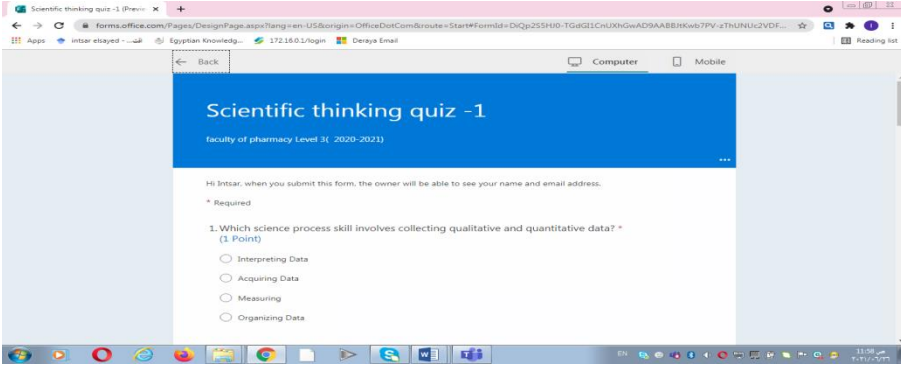 Scientific thinking quiz -1 (Previe
forms.office.com/Pages/DesignPage.aspx?lang=en-US&origin=OfficeDotCom&route=Start#FormId=
Apps
intsar elsayed
Egyptian Knowledg...
172.16.0.1/login
Deraya Email
Reading list
Back
Computer
Mobile
Scientific thinking quiz -1
faculty of pharmacy Level 3( 2020-2021)
Hi Intsar, when you submit this form, the owner will be able to see your name and email address.
* Required
1. Which science process skill involves collecting qualitative and quantitative data? *
(1 Point)
Interpreting Data
Acquiring Data
Measuring
Organizing Data
EN
11:58 ص